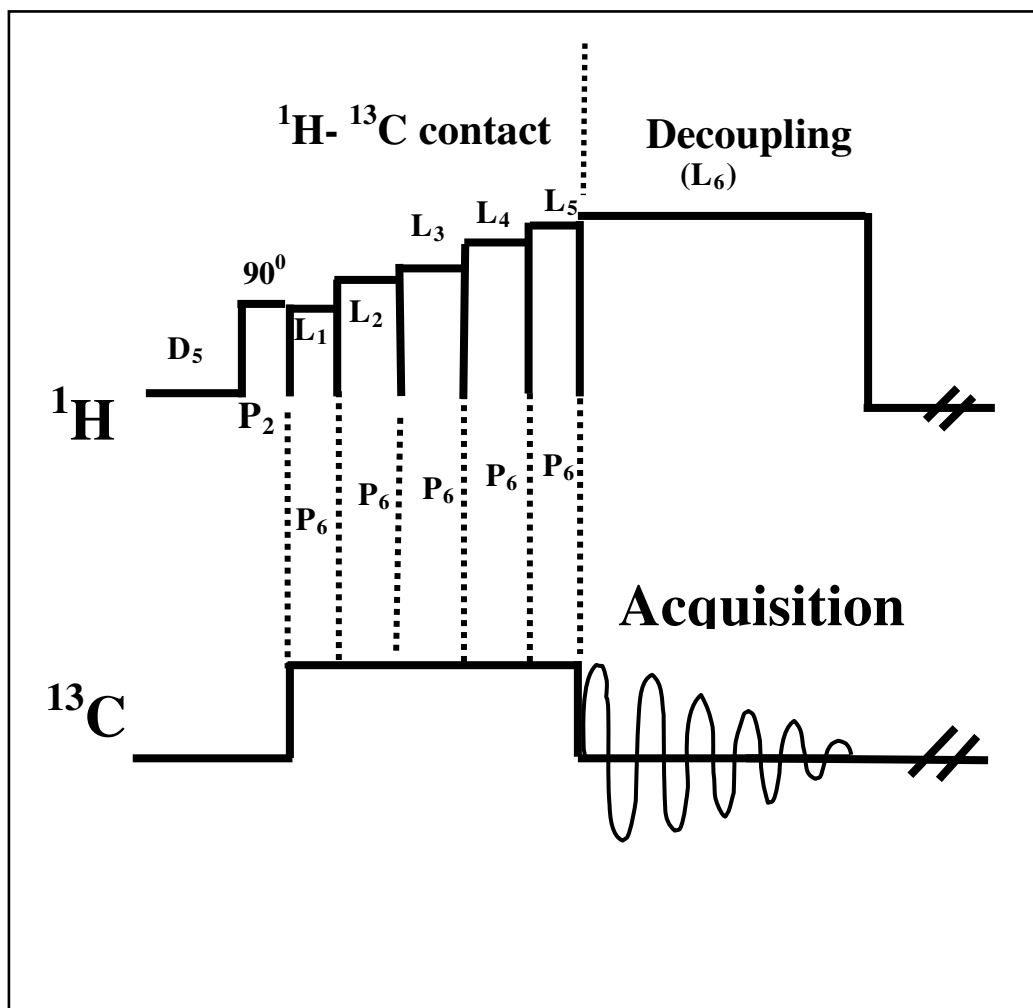 ¹H- ¹³C contact
Decoupling
(L₆)
L₅
L₄
L₃
90⁰
L₁
L₂
D₅
¹H
P₂
P₆
P₆
P₆
P₆
P₆
Acquisition
¹³C